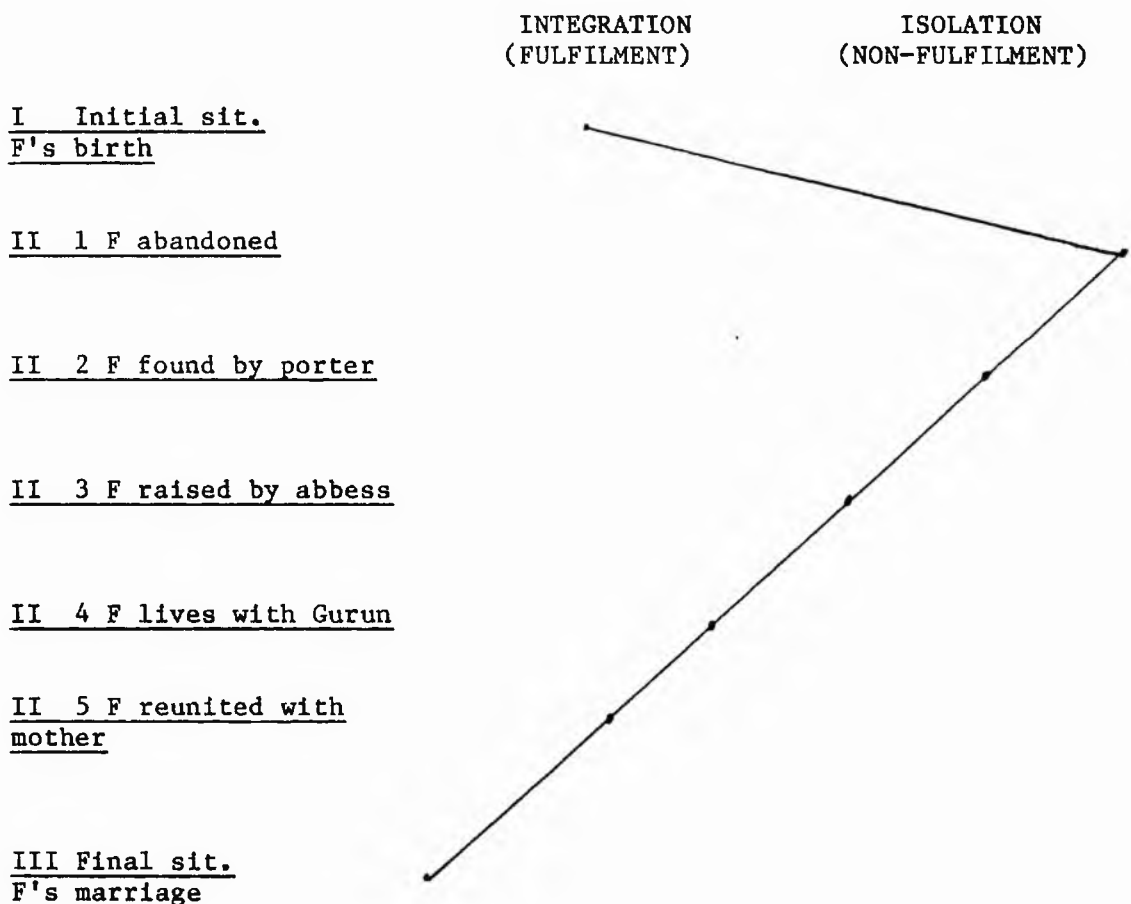 INTEGRATION ISOLATION
(FULFILMENT) (NON-FULFILMENT)
I Initial sit.
F's birth
II 1 F abandoned
II 2 F found by porter
II 3 F raised by abbess
II 4 F lives with Gurun
II 5 F reunited with
mother
III Final sit.
F's marriage